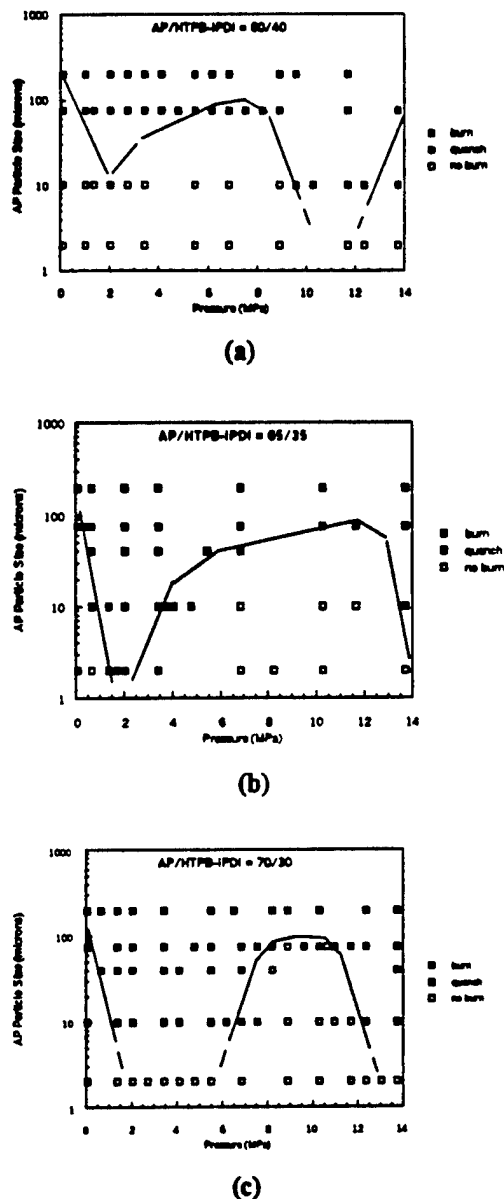 AP/HTPB-IPDI = 60/40
1000
100
10
1
AP Particle Size (microns)
0 2 4 6 8 10 12 14
Pressure (MPa)
burn
quench
no burn
(a)
AP/HTPB-IPDI = 65/35
1000
100
10
1
AP Particle Size (microns)
0 2 4 6 8 10 12 14
Pressure (MPa)
burn
quench
no burn
(b)
AP/HTPB-IPDI = 70/30
1000
100
10
1
AP Particle Size (microns)
0 2 4 6 8 10 12 14
Pressure (MPa)
burn
quench
no burn
(c)